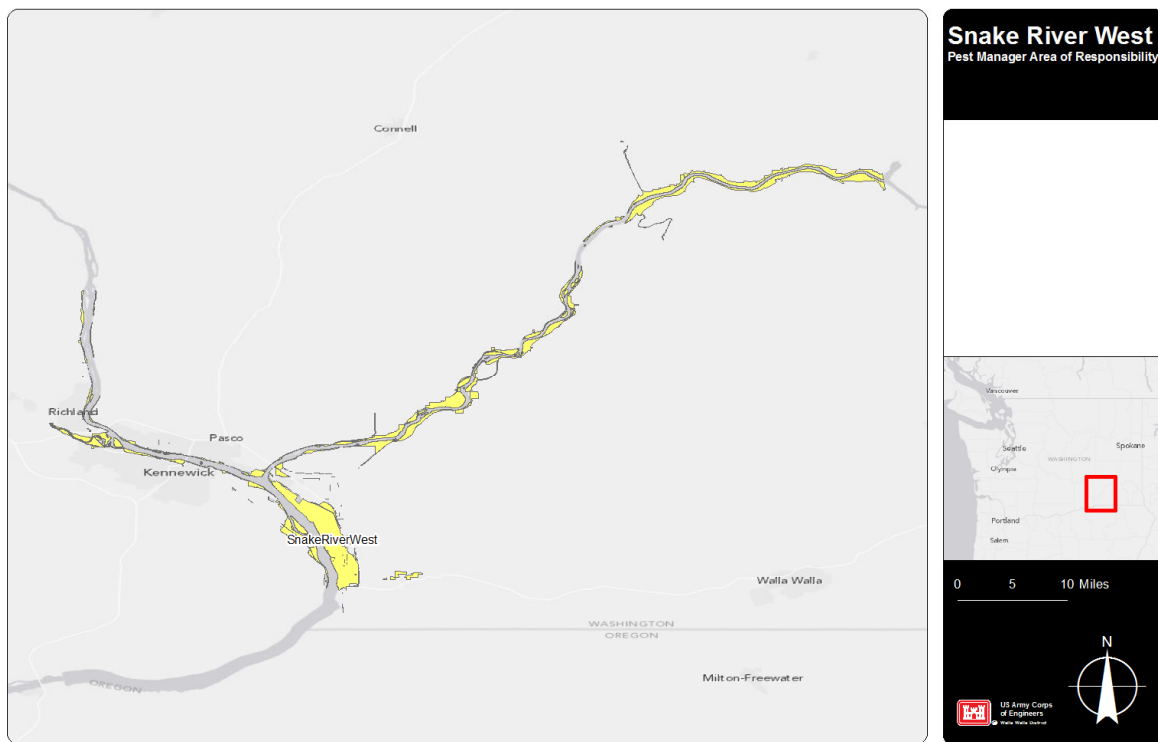 Snake River West
Pest Manager Area of Responsibility
Connell
Richland
Pasco
Kennewick
SnakeRiverWest
Walla Walla
WASHINGTON
OREGON
OREGON
Milton-Freewater
Vancouver
Seattle
Spokane
WASHINGTON
Olympia
Portland
Salem
0 5 10 Miles
N
US Army Corps
of Engineers
Walla Walla District